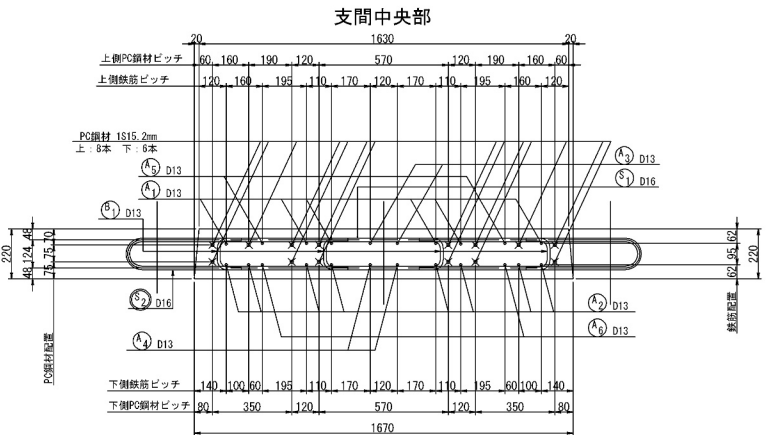 支間中央部
20 1630 20
上側PC鋼材ピッチ 60 160 190 120 570 120 190 160 60
上側鉄筋ピッチ 120 160 195 110 170 120 170 110 195 160 120
PC鋼材 1S15.2mm
上：8本 下：6本
A5 D13
A3 D13
A1 D13
S1 D16
B1 D13
220 48 124 48 75 75 70
62 95 62 220
S2 D16
A2 D13
A4 D13
A6 D13
PC鋼材配置
鉄筋配置
下側鉄筋ピッチ 140 100 60 195 110 170 120 170 110 195 60 100 140
下側PC鋼材ピッチ 80 350 120 570 120 350 80
1670